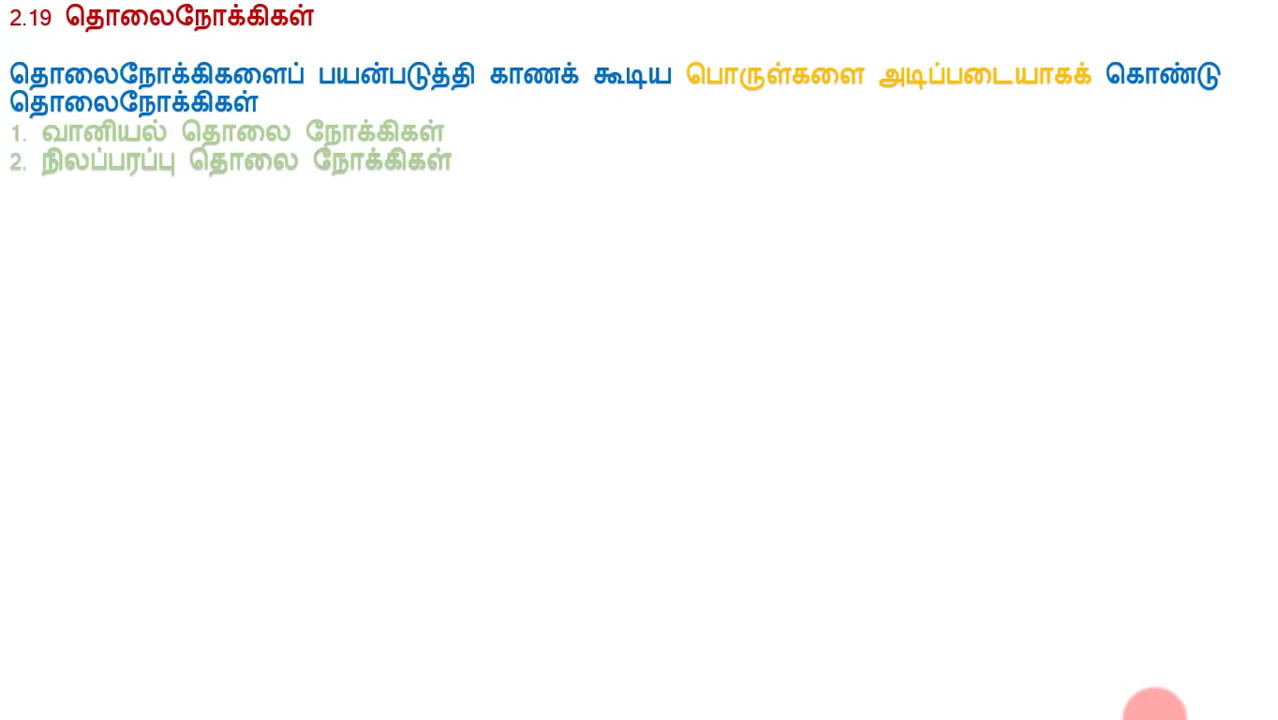 2.19 தொலைநோக்கிகள்
தொலைநோக்கிகளைப் பயன்படுத்தி காணக் கூடிய பொருள்களை அடிப்படையாகக் கொண்டு
தொலைநோக்கிகள்
1. வானியல் தொலை நோக்கிகள்
2. நிலப்பரப்பு தொலை நோக்கிகள்